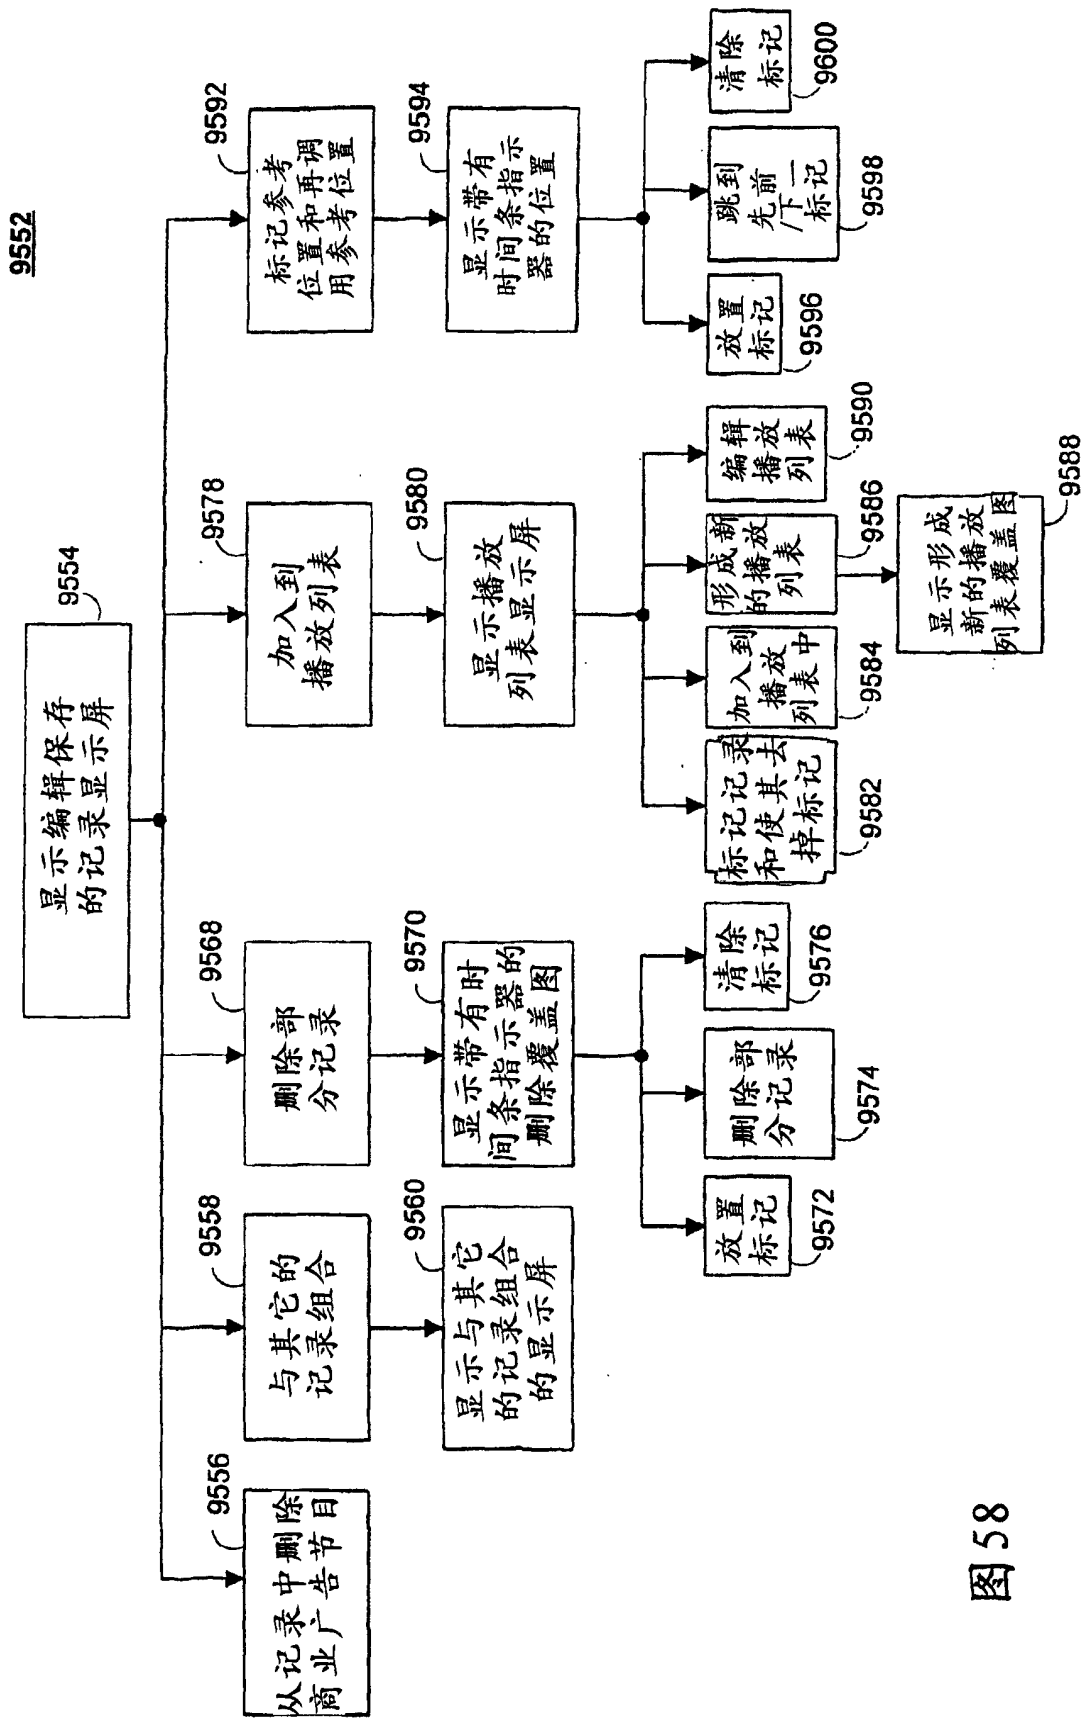 9552
9554
显示编辑保存
的记录显示屏
9556
从记录中删除
商业广告节目
9558
与其它的
记录组合
9560
显示与其它
的记录组合
的显示屏
9568
删除部
分记录
9570
显示带有时
间条指示器的
删除覆盖图
9572
放置
标记
9574
删除部
分记录
9576
清除
标记
9578
加入到
播放列表
9580
显示播放
列表显示屏
9582
标记记录
和使其去
掉标记
9584
加入到
播放
列表中
9586
形成新
的播放
列表
9588
显示形成
新的播放
列表覆盖图
9590
编辑
播放
列表
9592
标记参考
位置和再调
用参考位置
9594
显示带有
时间条指示
器的位置
9596
放置
标记
9598
跳到
先前
/下一
标记
9600
清除
标记
图58